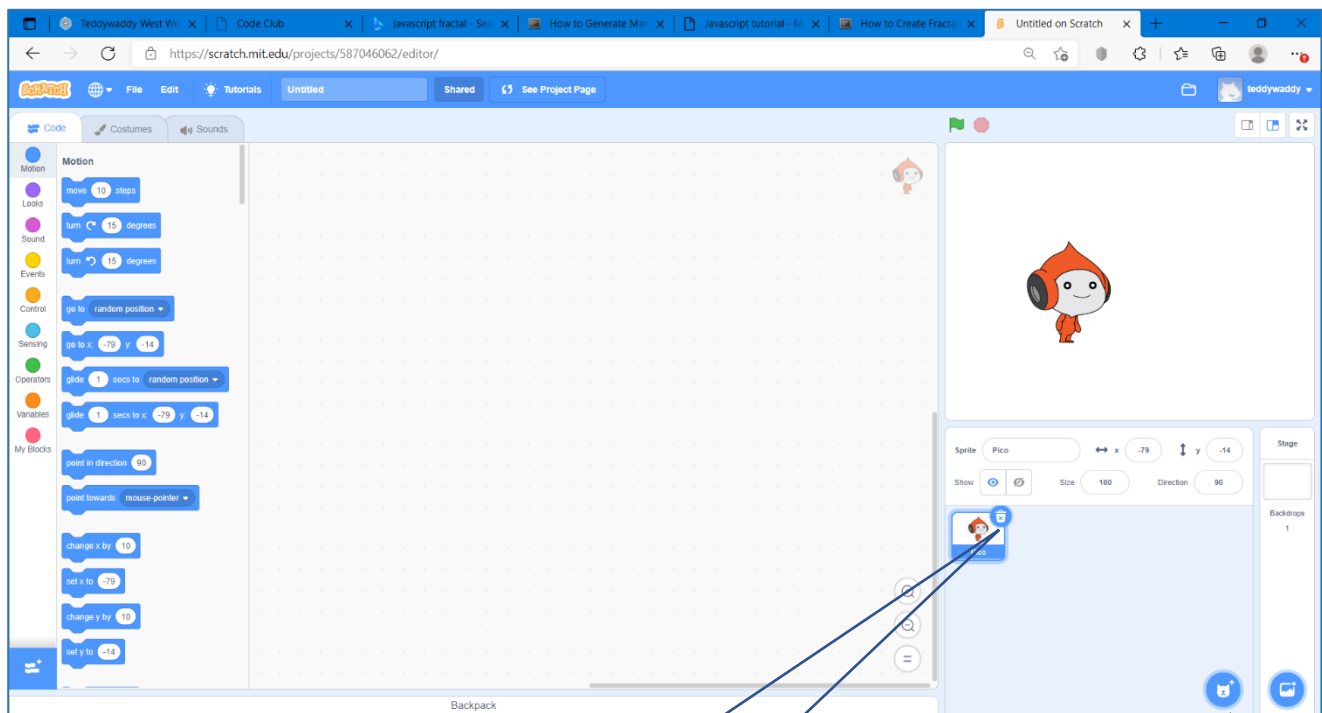 Teddywaddy West We
Code Club
javascript fractal - Sea
How to Generate Man
Javascript tutorial - M
How to Create Fractal
Untitled on Scratch
https://scratch.mit.edu/projects/587046062/editor/
SCRATCH
File
Edit
Tutorials
Untitled
Shared
See Project Page
teddywaddy
Code
Costumes
Sounds
Motion
Looks
Sound
Events
Control
Sensing
Operators
Variables
My Blocks
Motion
move 10 steps
turn 15 degrees
turn 15 degrees
go to random position
go to x: -79 y: -14
glide 1 secs to random position
glide 1 secs to x: -79 y: -14
point in direction 90
point towards mouse-pointer
change x by 10
set x to -79
change y by 10
set y to -14
Backpack
Sprite Pico x -79 y -14
Show Size 100 Direction 90
Pico
Stage
Backdrops
1